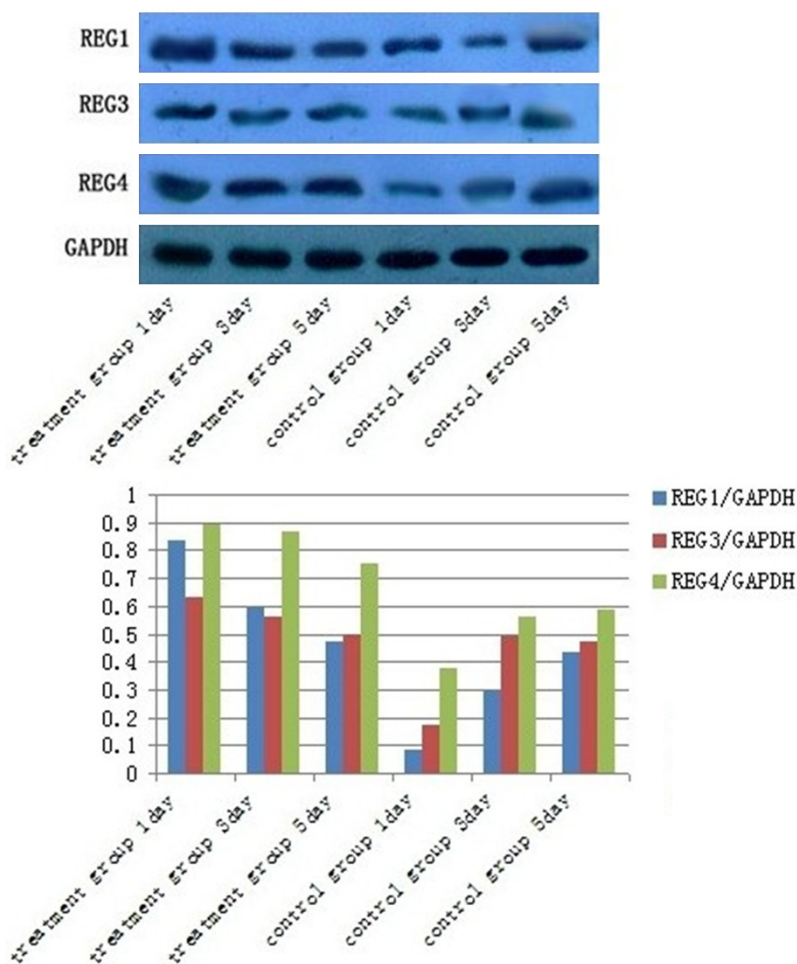 REG1
REG3
REG4
GAPDH
treatment group 1day
treatment group 3day
treatment group 5day
control group 1day
control group 3day
control group 5day
1
0.9
0.8
0.7
0.6
0.5
0.4
0.3
0.2
0.1
0
REG1/GAPDH
REG3/GAPDH
REG4/GAPDH
treatment group 1day
treatment group 3day
treatment group 5day
control group 1day
control group 3day
control group 5day